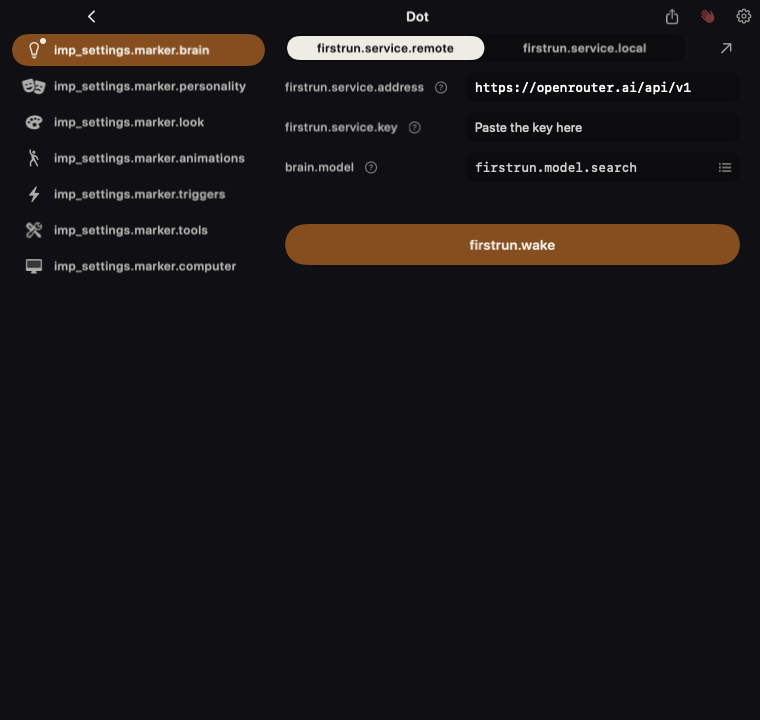 Dot
imp_settings.marker.brain
imp_settings.marker.personality
imp_settings.marker.look
imp_settings.marker.animations
imp_settings.marker.triggers
imp_settings.marker.tools
imp_settings.marker.computer
firstrun.service.remote
firstrun.service.local
firstrun.service.address
https://openrouter.ai/api/v1
firstrun.service.key
Paste the key here
brain.model
firstrun.model.search
firstrun.wake